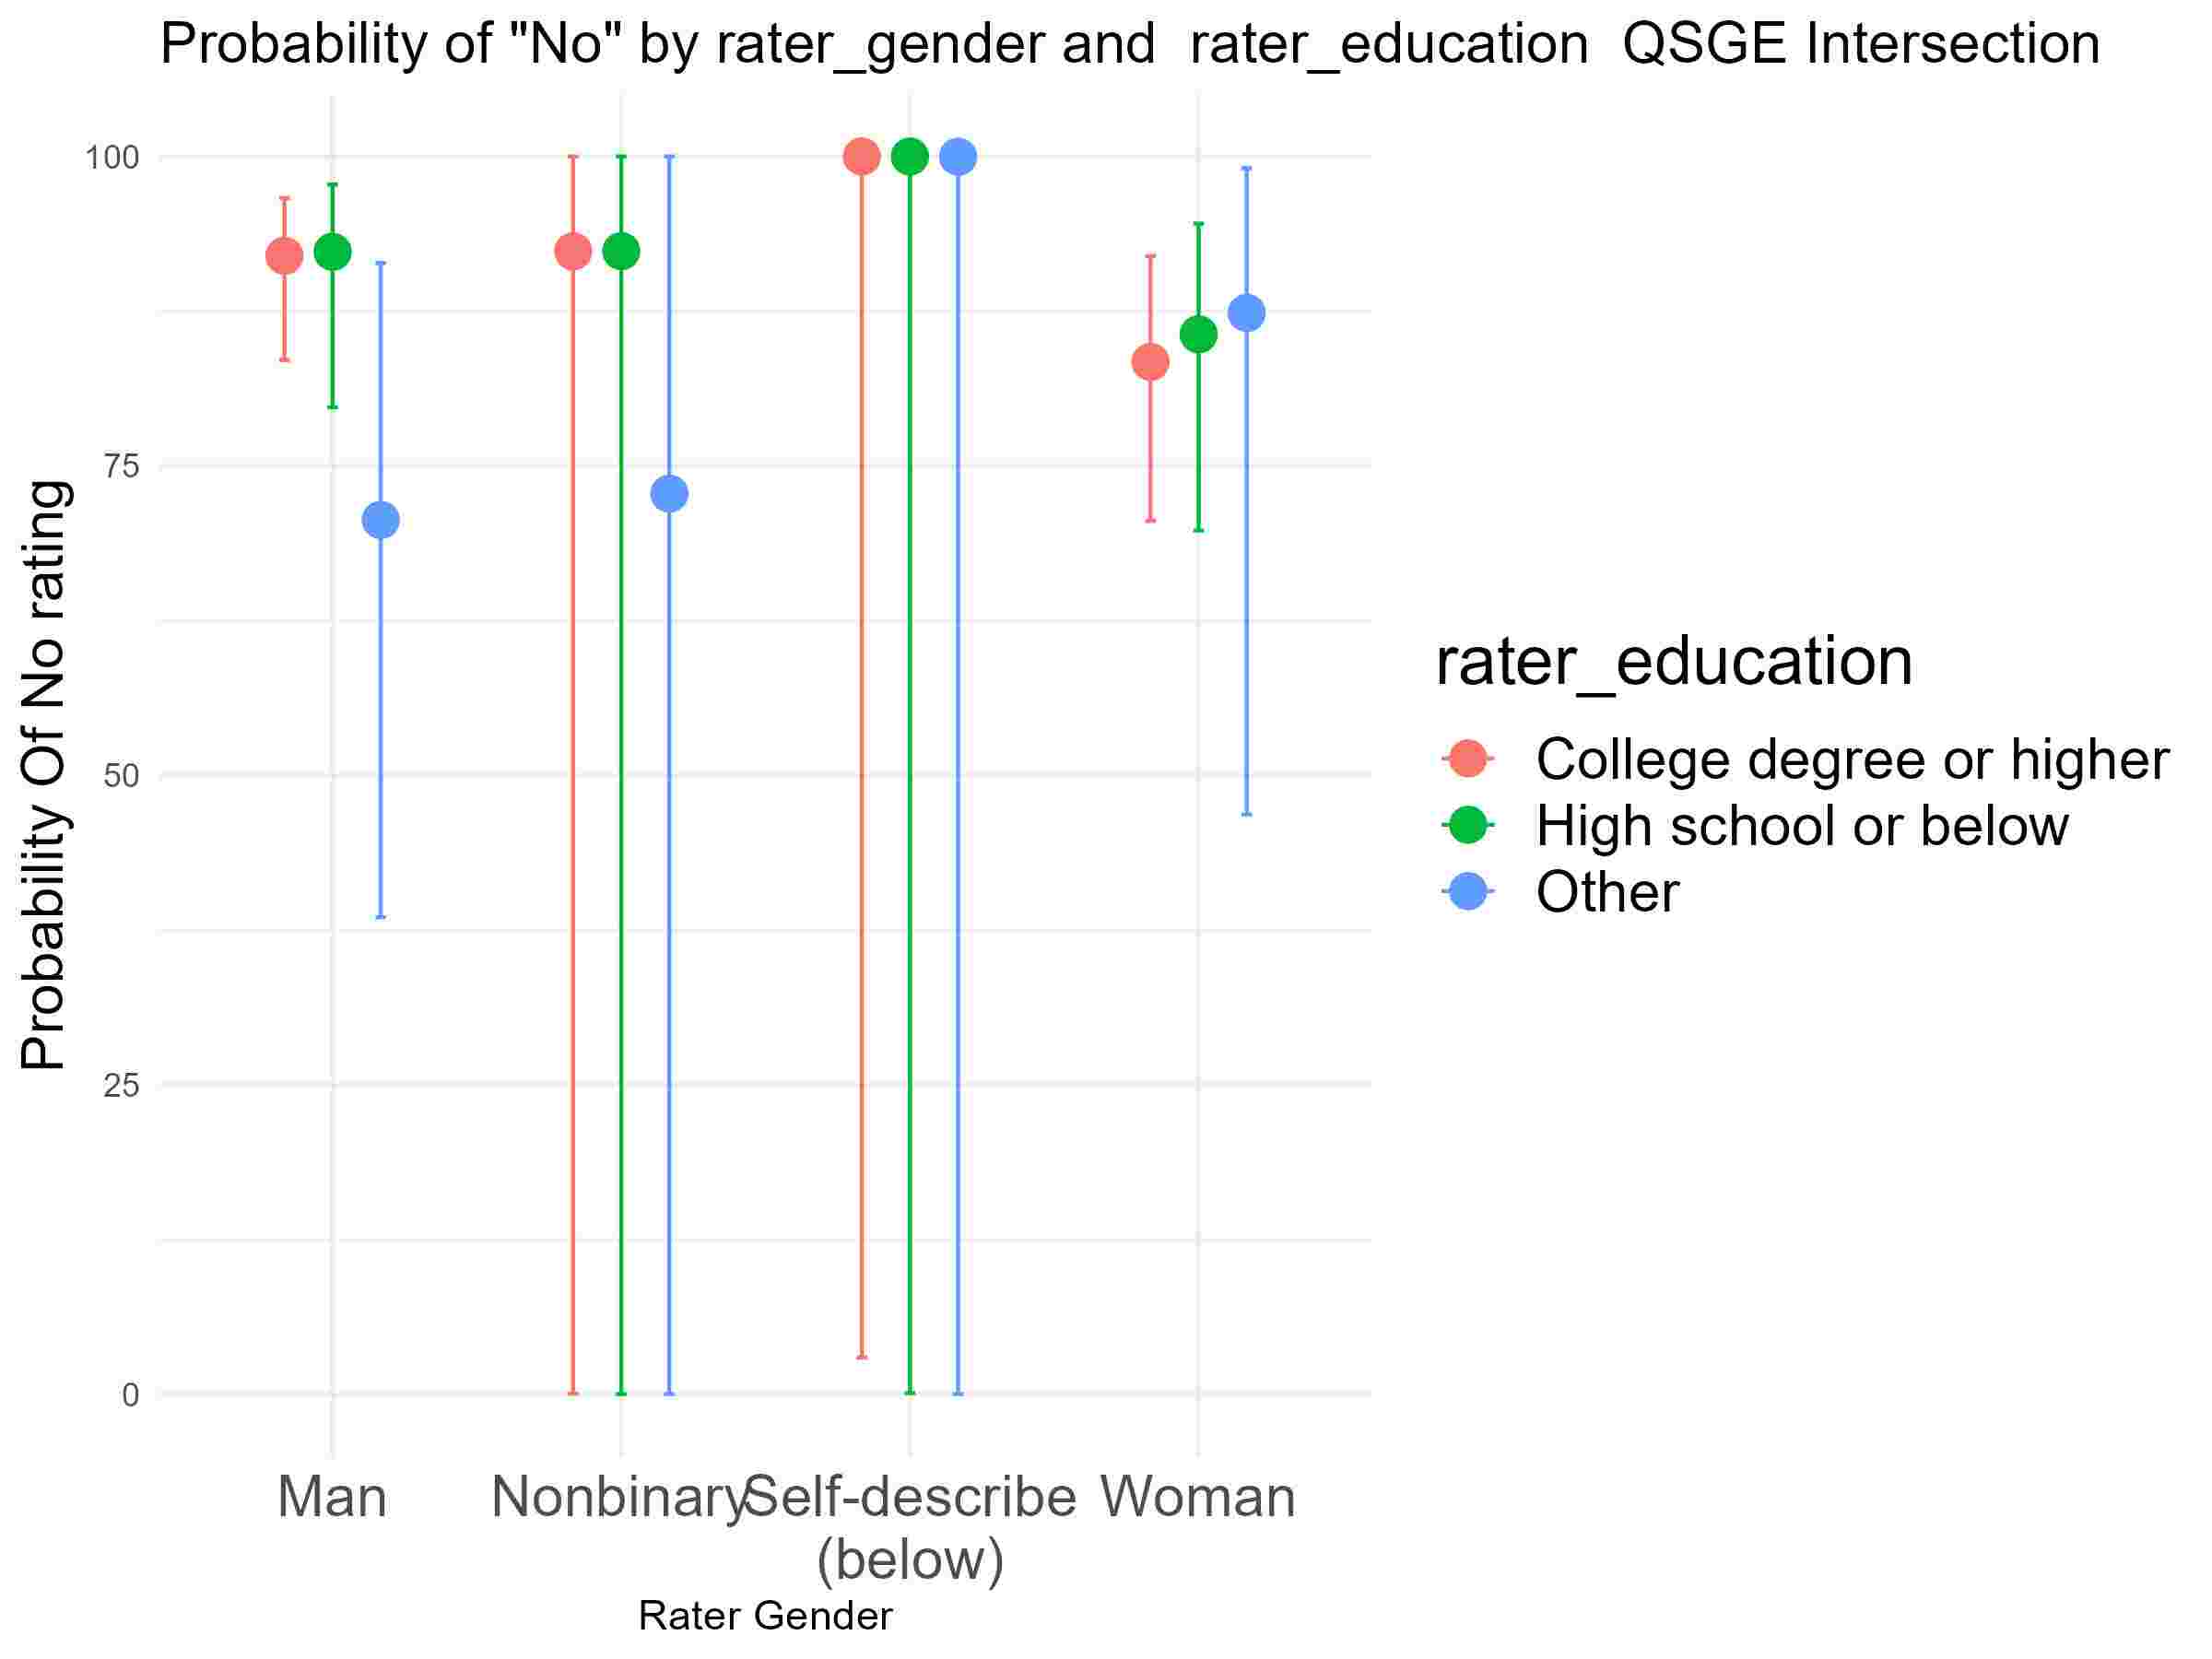 Probability of "No" by rater_gender and  rater_education  QSGE Intersection
Probability Of No rating
100
75
50
25
0
Man
Nonbinary
Self-describe
(below)
Woman
Rater Gender
rater_education
College degree or higher
High school or below
Other